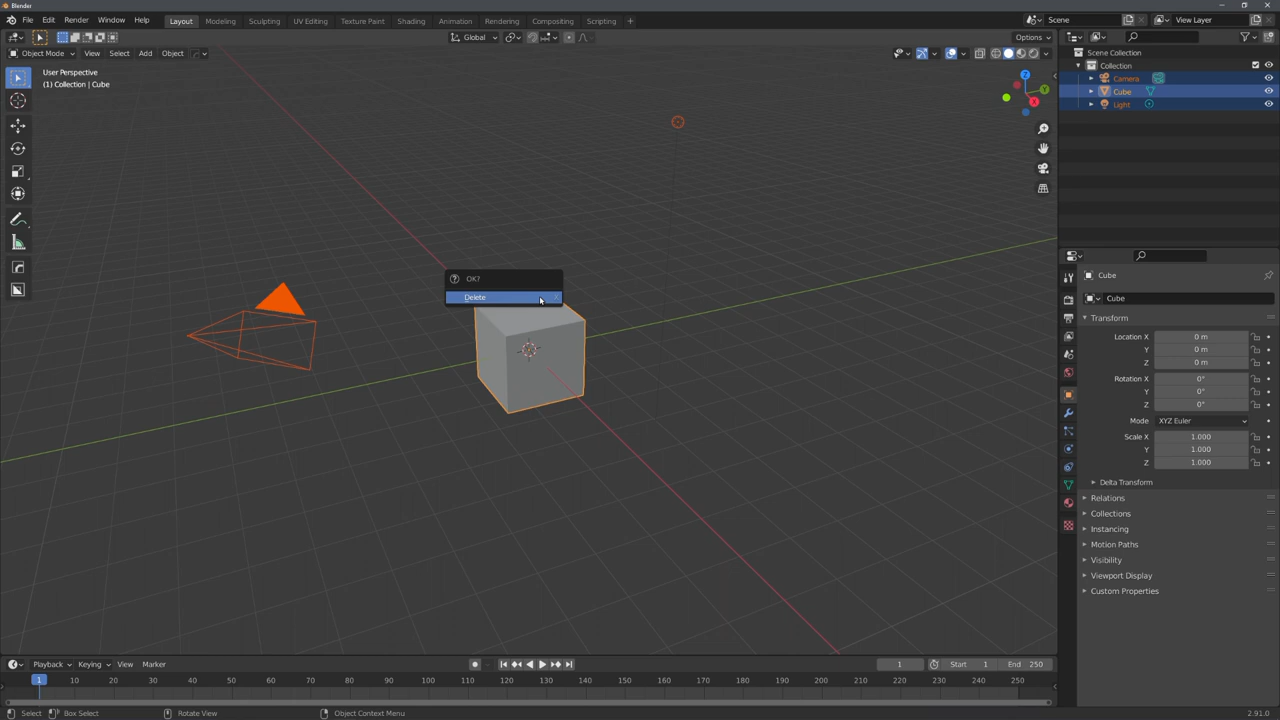 Blender
File Edit Render Window Help Layout Modeling Sculpting UV Editing Texture Paint Shading Animation Rendering Compositing Scripting + Scene View Layer
Global Options
Object Mode View Select Add Object
User Perspective
(1) Collection | Cube
Z
Y
X
OK?
Delete X
Scene Collection
Collection
Camera
Cube
Light
Cube
Cube
Transform
Location X 0 m
Y 0 m
Z 0 m
Rotation X 0°
Y 0°
Z 0°
Mode XYZ Euler
Scale X 1.000
Y 1.000
Z 1.000
Delta Transform
Relations
Collections
Instancing
Motion Paths
Visibility
Viewport Display
Custom Properties
Playback Keying View Marker 1 Start 1 End 250
1 10 20 30 40 50 60 70 80 90 100 110 120 130 140 150 160 170 180 190 200 210 220 230 240 250
Select Box Select Rotate View Object Context Menu 2.91.0